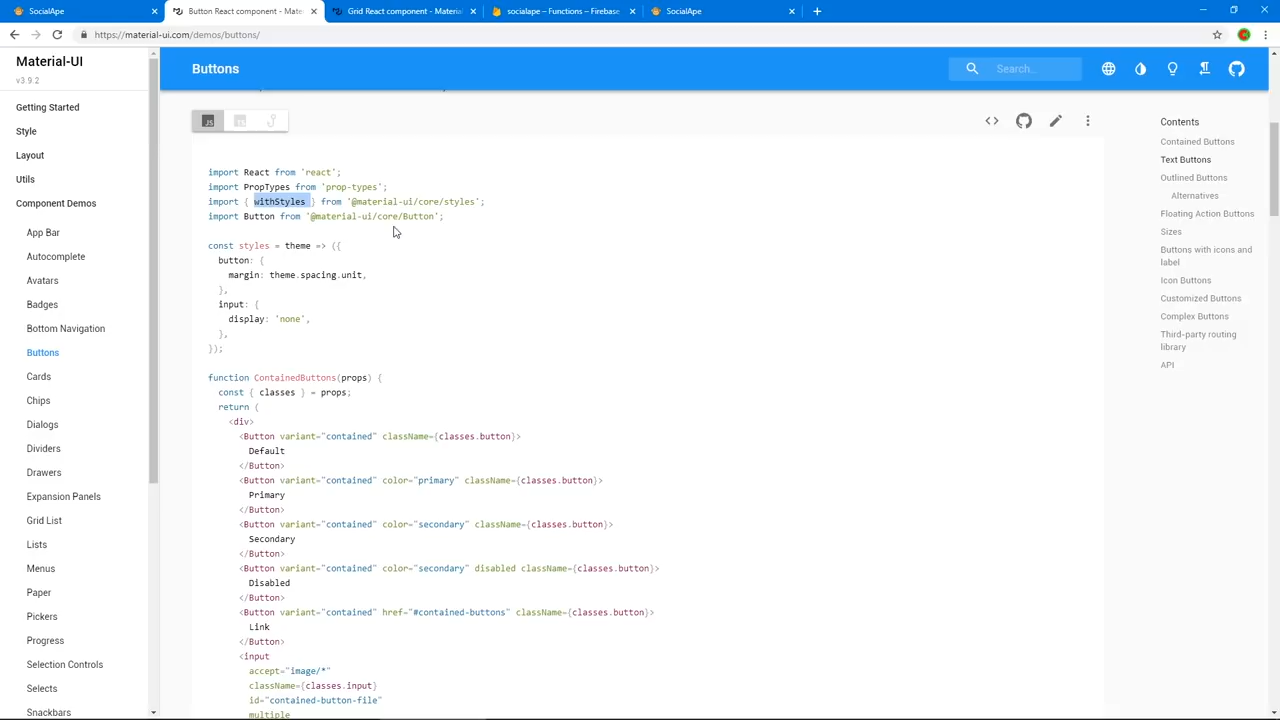 SocialApe
Button React component - Mate
Grid React component - Material
socialape – Functions – Firebase
SocialApe
https://material-ui.com/demos/buttons/
Material-UI
v3.9.2
Getting Started
Style
Layout
Utils
Component Demos
App Bar
Autocomplete
Avatars
Badges
Bottom Navigation
Buttons
Cards
Chips
Dialogs
Dividers
Drawers
Expansion Panels
Grid List
Lists
Menus
Paper
Pickers
Progress
Selection Controls
Selects
Snackbars
Buttons
Search...
JS
TS
import React from 'react';
import PropTypes from 'prop-types';
import { withStyles } from '@material-ui/core/styles';
import Button from '@material-ui/core/Button';
const styles = theme => ({
button: {
margin: theme.spacing.unit,
},
input: {
display: 'none',
},
});
function ContainedButtons(props) {
const { classes } = props;
return (
<div>
<Button variant="contained" className={classes.button}>
Default
</Button>
<Button variant="contained" color="primary" className={classes.button}>
Primary
</Button>
<Button variant="contained" color="secondary" className={classes.button}>
Secondary
</Button>
<Button variant="contained" color="secondary" disabled className={classes.button}>
Disabled
</Button>
<Button variant="contained" href="#contained-buttons" className={classes.button}>
Link
</Button>
<input
accept="image/*"
className={classes.input}
id="contained-button-file"
multiple
Contents
Contained Buttons
Text Buttons
Outlined Buttons
Alternatives
Floating Action Buttons
Sizes
Buttons with icons and
label
Icon Buttons
Customized Buttons
Complex Buttons
Third-party routing
library
API